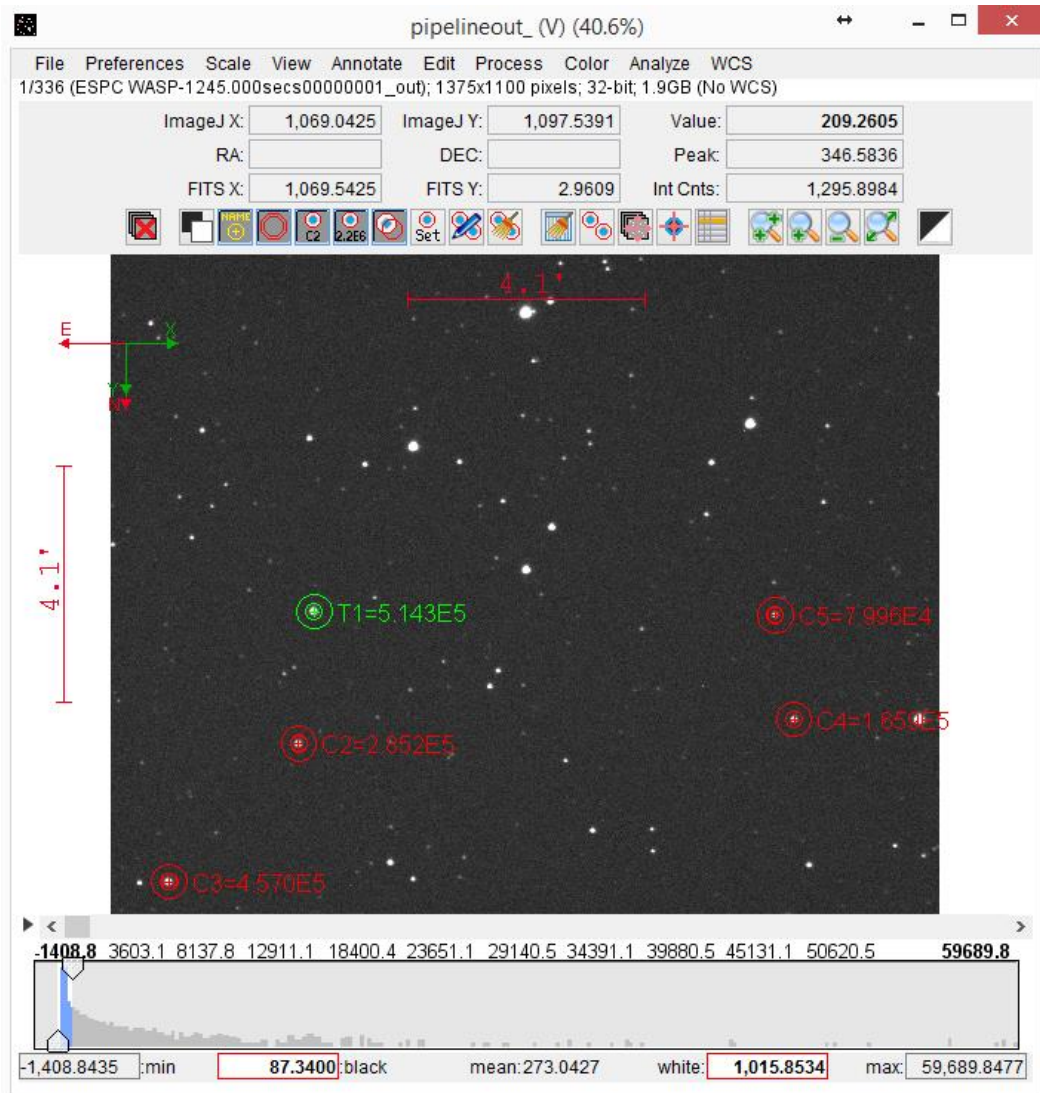 pipelineout_ (V) (40.6%)
File Preferences Scale View Annotate Edit Process Color Analyze WCS
1/336 (ESPC WASP-1245.000secs00000001_out); 1375x1100 pixels; 32-bit; 1.9GB (No WCS)
ImageJ X: 1,069.0425 ImageJ Y: 1,097.5391 Value: 209.2605
RA: DEC: Peak: 346.5836
FITS X: 1,069.5425 FITS Y: 2.9609 Int Cnts: 1,295.8984
NAME C2 2.2E6 Set
4.1'
E X
Y
N
4.1'
T1=5.143E5
C5=7.996E4
C4=1.659E5
C2=2.852E5
C3=4.570E5
-1408.8 3603.1 8137.8 12911.1 18400.4 23651.1 29140.5 34391.1 39880.5 45131.1 50620.5 59689.8
-1,408.8435 :min 87.3400 :black mean:273.0427 white: 1,015.8534 max: 59,689.8477